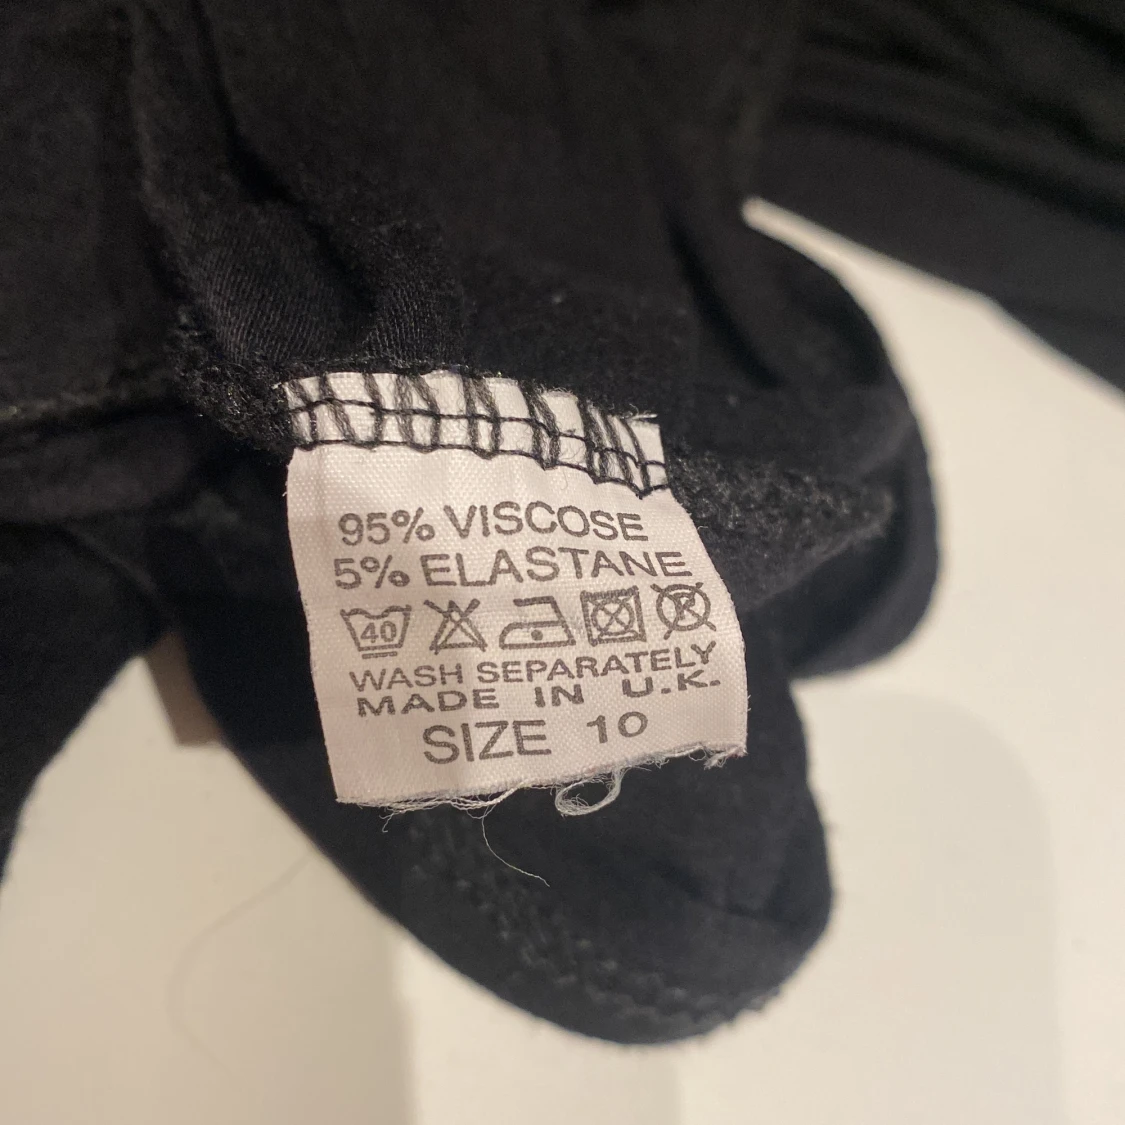 95% VISCOSE
5% ELASTANE
40
WASH SEPARATELY
MADE IN U.K.
SIZE 10